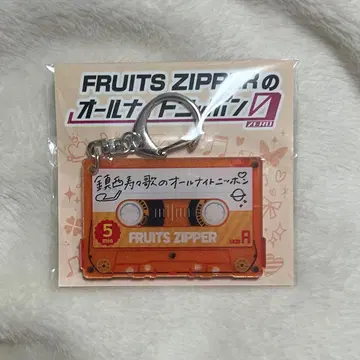 FRUITS ZIPPERの
オールナイトニッポン0
ZERO
鎮西寿々歌のオールナイトニッポン
5
min
FRUITS ZIPPER
A